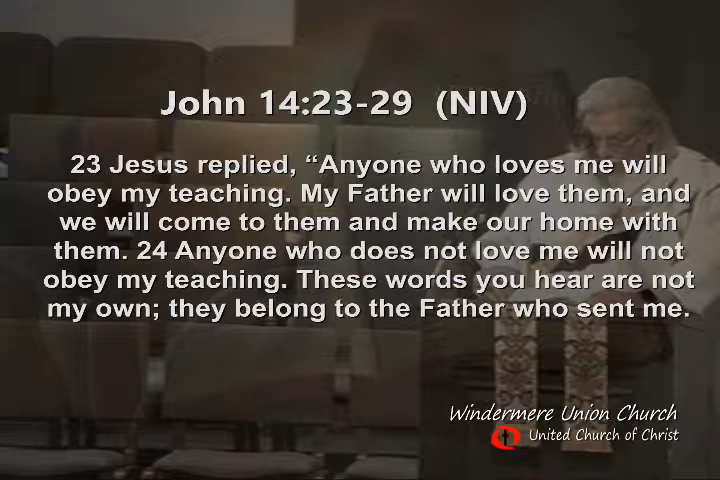 John 14:23-29 (NIV)
23 Jesus replied, “Anyone who loves me will
obey my teaching. My Father will love them, and
we will come to them and make our home with
them. 24 Anyone who does not love me will not
obey my teaching. These words you hear are not
my own; they belong to the Father who sent me.
Windermere Union Church
United Church of Christ